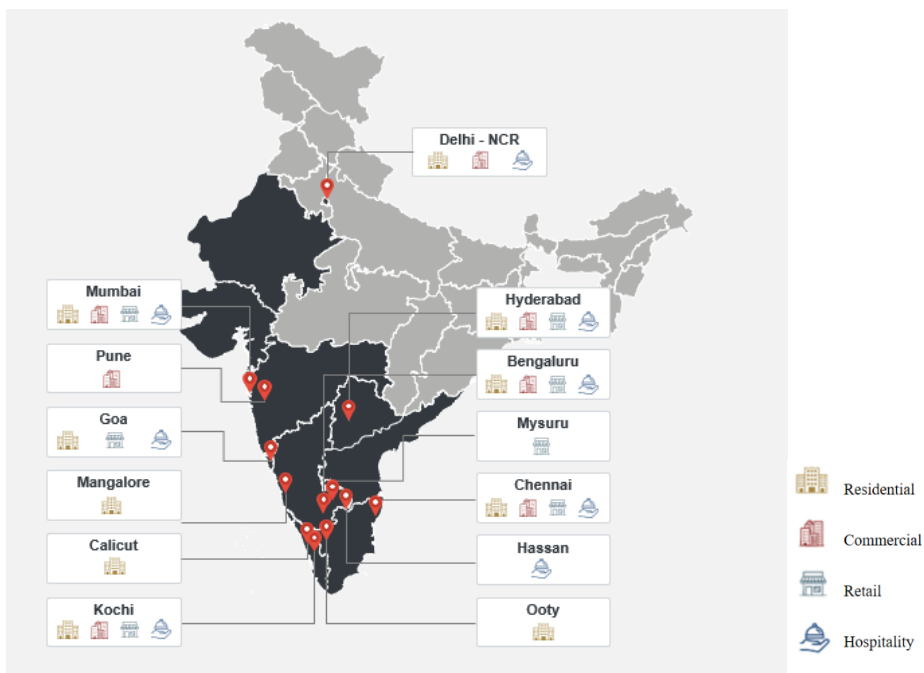 Delhi - NCR
Mumbai
Hyderabad
Pune
Bengaluru
Goa
Mysuru
Mangalore
Chennai
Calicut
Hassan
Kochi
Ooty
Residential
Commercial
Retail
Hospitality